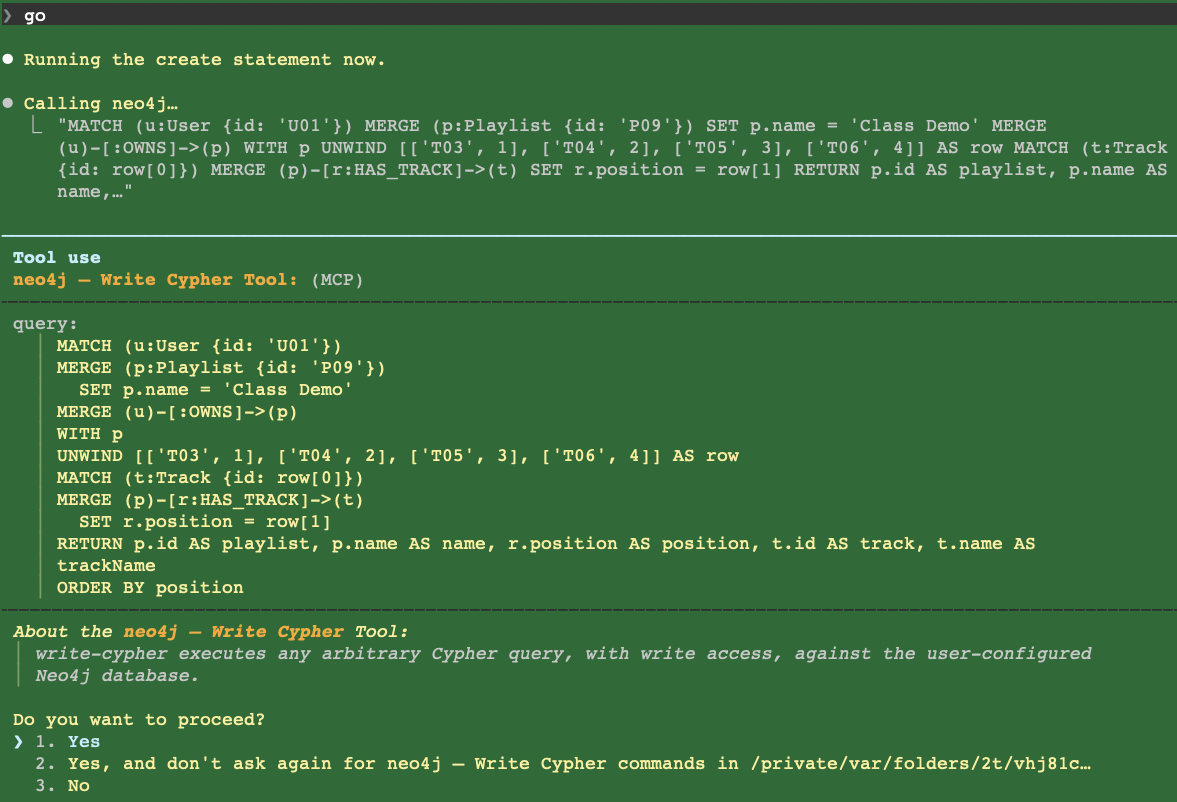 ❯ go
● Running the create statement now.
● Calling neo4j…
⎿ "MATCH (u:User {id: 'U01'}) MERGE (p:Playlist {id: 'P09'}) SET p.name = 'Class Demo' MERGE
(u)-[:OWNS]->(p) WITH p UNWIND [['T03', 1], ['T04', 2], ['T05', 3], ['T06', 4]] AS row MATCH (t:Track
{id: row[0]}) MERGE (p)-[r:HAS_TRACK]->(t) SET r.position = row[1] RETURN p.id AS playlist, p.name AS
name,…"
Tool use
neo4j – Write Cypher Tool: (MCP)
query:
MATCH (u:User {id: 'U01'})
MERGE (p:Playlist {id: 'P09'})
SET p.name = 'Class Demo'
MERGE (u)-[:OWNS]->(p)
WITH p
UNWIND [['T03', 1], ['T04', 2], ['T05', 3], ['T06', 4]] AS row
MATCH (t:Track {id: row[0]})
MERGE (p)-[r:HAS_TRACK]->(t)
SET r.position = row[1]
RETURN p.id AS playlist, p.name AS name, r.position AS position, t.id AS track, t.name AS
trackName
ORDER BY position
About the neo4j – Write Cypher Tool:
write-cypher executes any arbitrary Cypher query, with write access, against the user-configured
Neo4j database.
Do you want to proceed?
❯ 1. Yes
2. Yes, and don't ask again for neo4j – Write Cypher commands in /private/var/folders/2t/vhj81c…
3. No